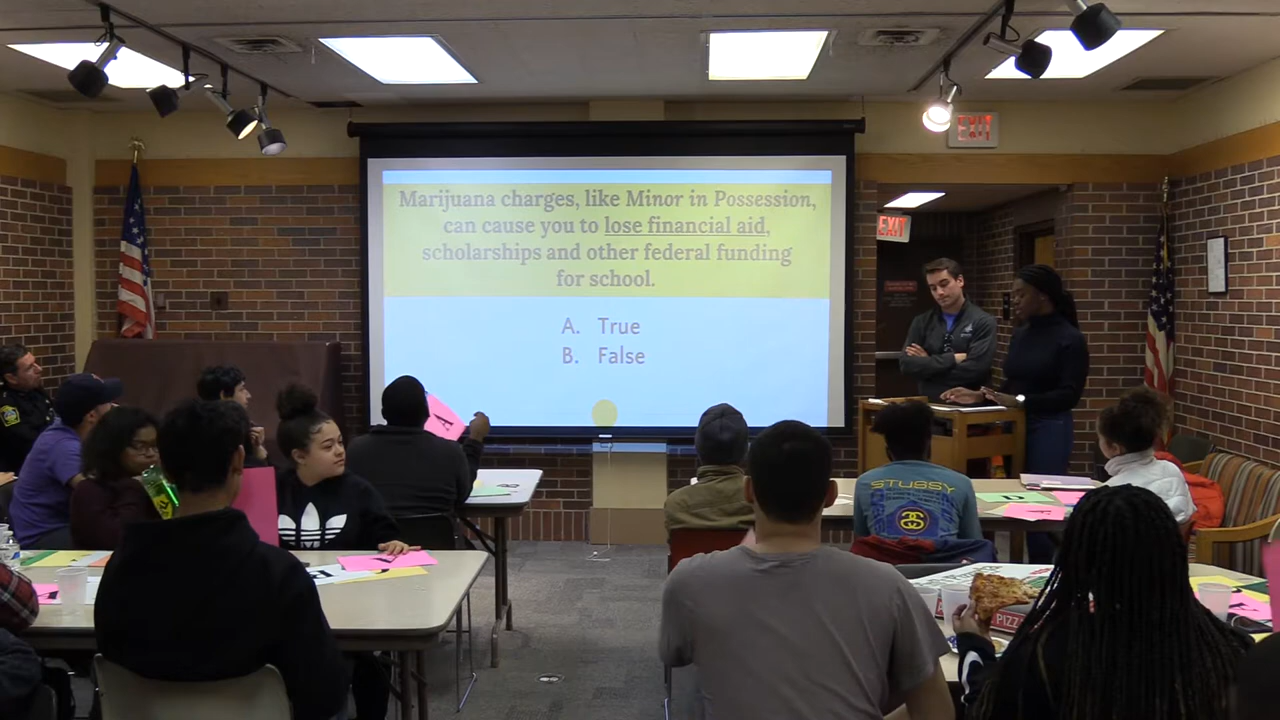 EXIT
Marijuana charges, like Minor in Possession,
can cause you to lose financial aid,
scholarships and other federal funding
for school.
EXIT
A. True
B. False
STUSSY
A
D
PIZZ